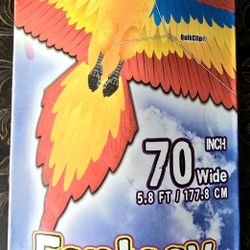 QuikClip®
70 INCH
Wide
5.8 FT / 177.8 CM
Fantasy